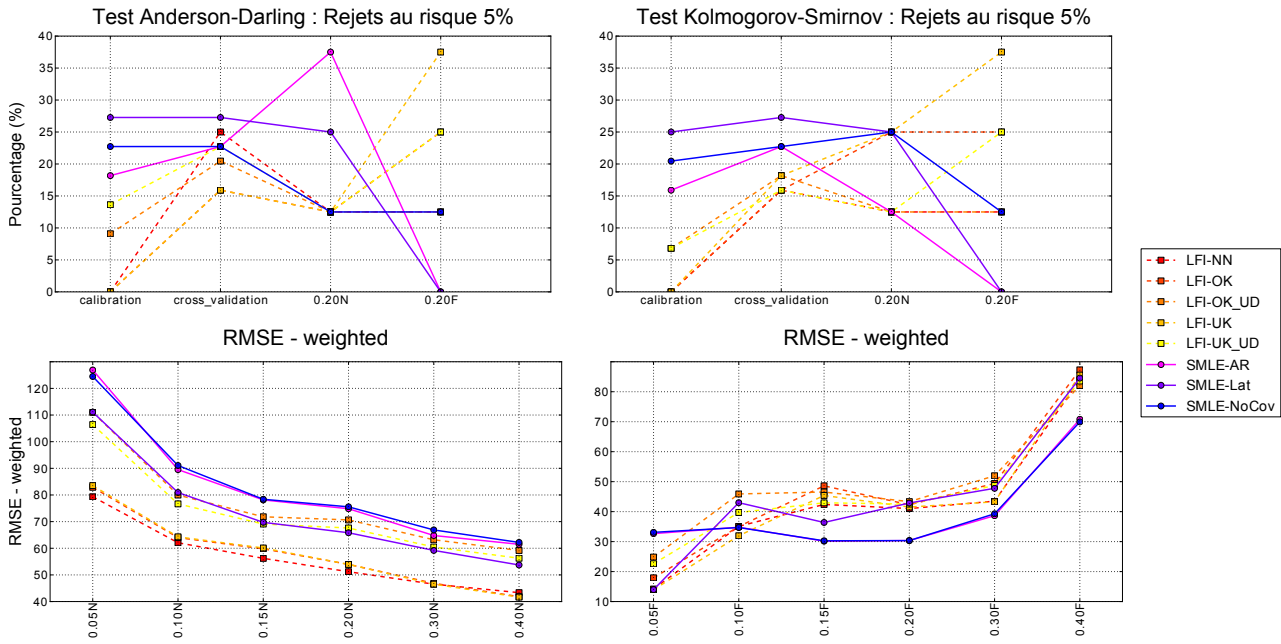 Test Anderson-Darling : Rejets au risque 5%
Pourcentage (%)
40
35
30
25
20
15
10
5
0
calibration
cross_validation
0.20N
0.20F
Test Kolmogorov-Smirnov : Rejets au risque 5%
40
35
30
25
20
15
10
5
0
calibration
cross_validation
0.20N
0.20F
LFI-NN
LFI-OK
LFI-OK_UD
LFI-UK
LFI-UK_UD
SMLE-AR
SMLE-Lat
SMLE-NoCov
RMSE - weighted
RMSE - weighted
120
110
100
90
80
70
60
50
40
0.05N
0.10N
0.15N
0.20N
0.30N
0.40N
RMSE - weighted
80
70
60
50
40
30
20
10
0.05F
0.10F
0.15F
0.20F
0.30F
0.40F